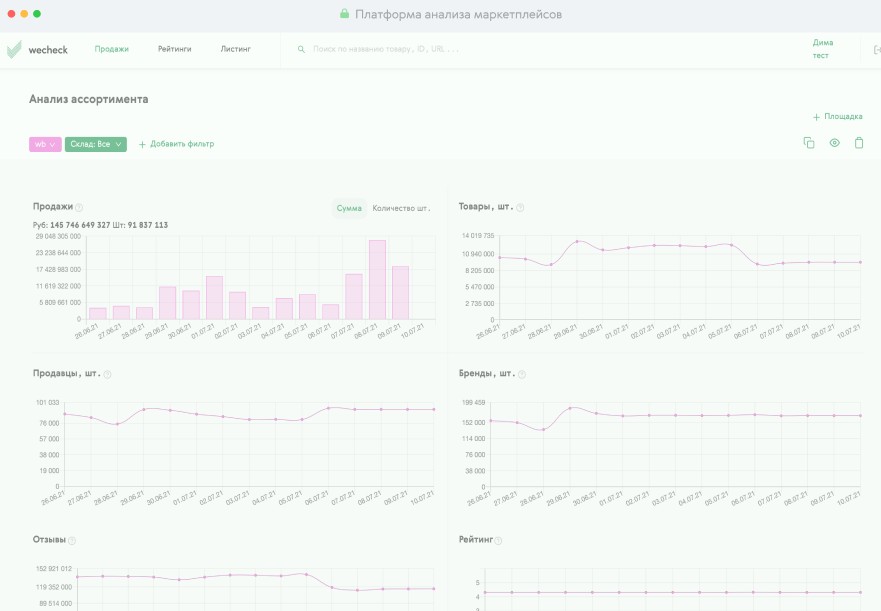 Платформа анализа маркетплейсов
wecheck
Продажи
Рейтинги
Листинг
Поиск по названию товару, ID, URL ...
Дима
тест
Анализ ассортимента
+ Площадка
wb
Склад: Все
+ Добавить фильтр
Продажи
Сумма
Количество шт.
Руб: 145 746 649 327 Шт: 91 837 113
29 048 305 000
23 238 644 000
17 428 983 000
11 619 322 000
5 809 661 000
0
26.06.21
27.06.21
28.06.21
29.06.21
30.06.21
01.07.21
02.07.21
03.07.21
04.07.21
05.07.21
06.07.21
07.07.21
08.07.21
09.07.21
10.07.21
Товары, шт.
14 019 735
10 940 000
8 205 000
5 470 000
2 735 000
0
26.06.21
27.06.21
28.06.21
29.06.21
30.06.21
01.07.21
02.07.21
03.07.21
04.07.21
05.07.21
06.07.21
07.07.21
08.07.21
09.07.21
10.07.21
Продавцы, шт.
101 033
76 000
57 000
38 000
19 000
0
26.06.21
27.06.21
28.06.21
29.06.21
30.06.21
01.07.21
02.07.21
03.07.21
04.07.21
05.07.21
06.07.21
07.07.21
08.07.21
09.07.21
10.07.21
Бренды, шт.
199 459
152 000
114 000
76 000
38 000
0
26.06.21
27.06.21
28.06.21
29.06.21
30.06.21
01.07.21
02.07.21
03.07.21
04.07.21
05.07.21
06.07.21
07.07.21
08.07.21
09.07.21
10.07.21
Отзывы
152 921 012
119 352 000
89 514 000
Рейтинг
5
4